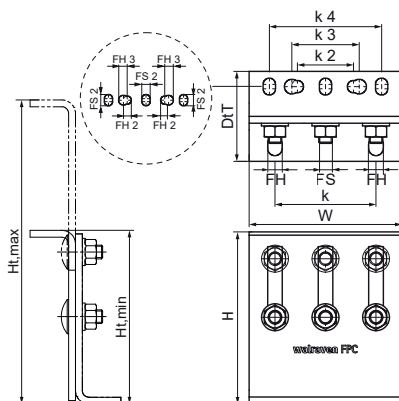 k 4
k 3
k 2
FH 3
FH 3
FS 2
FS 2
FS 2
FH 2
FH 2
DtT
FH
FS
FH
k
W
Ht,max
Ht,min
H
walraven FPC